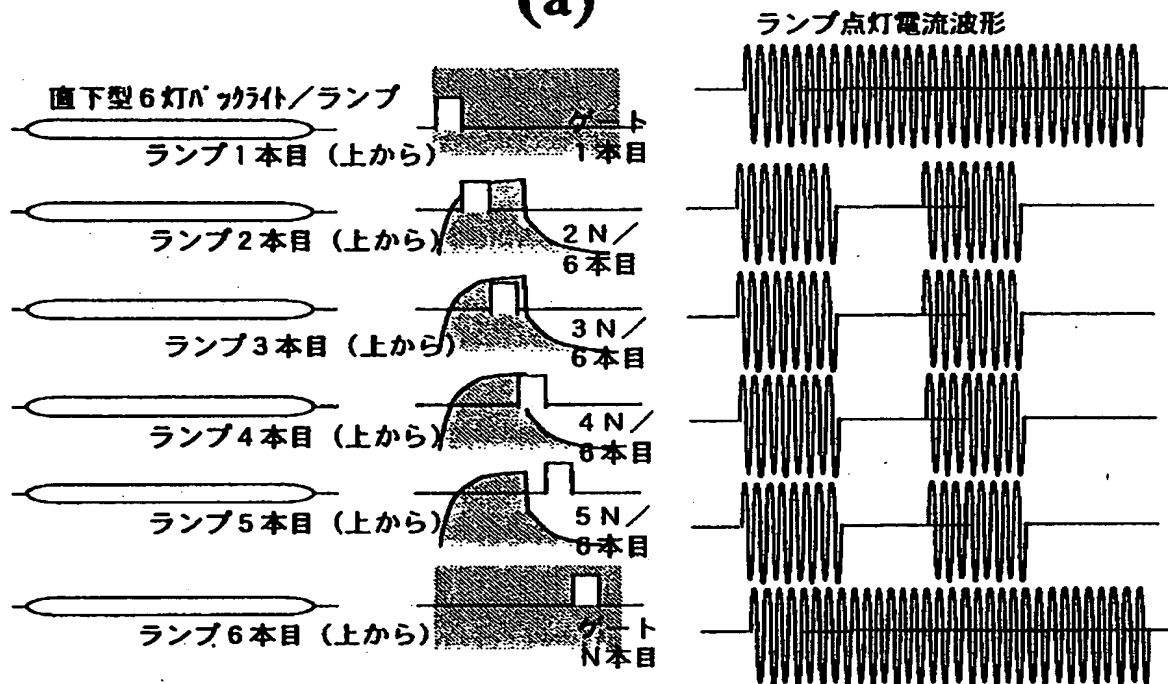 (a)
ランプ点灯電流波形
直下型6灯バックライト/ランプ
ゲート
1本目
ランプ1本目(上から)
2N/
6本目
ランプ2本目(上から)
3N/
6本目
ランプ3本目(上から)
4N/
6本目
ランプ4本目(上から)
5N/
6本目
ランプ5本目(上から)
ゲート
N本目
ランプ6本目(上から)